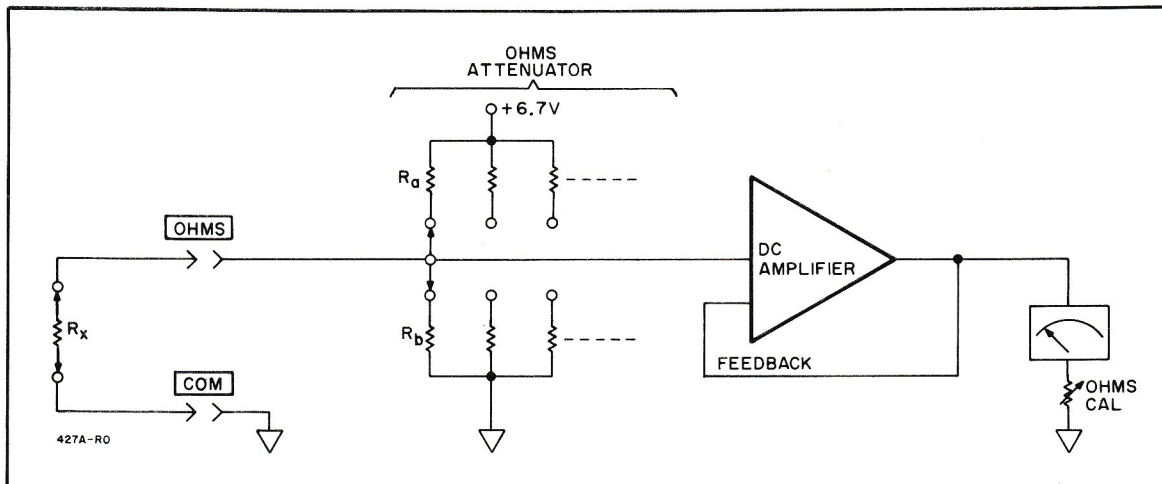 OHMS
ATTENUATOR
+6.7V
Ra
OHMS
DC
AMPLIFIER
Rx
Rb
FEEDBACK
COM
OHMS
CAL
427A-RO